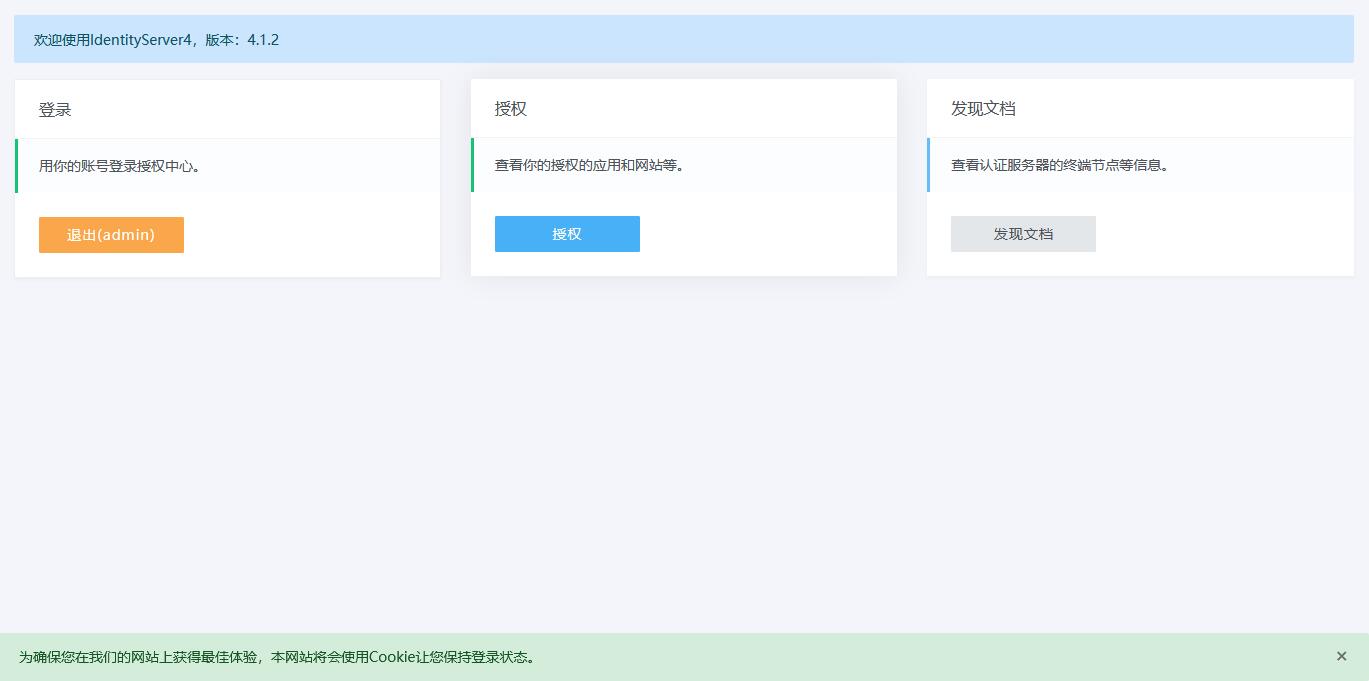 欢迎使用IdentityServer4，版本：4.1.2
登录
用你的账号登录授权中心。
退出(admin)
授权
查看你的授权的应用和网站等。
授权
发现文档
查看认证服务器的终端节点等信息。
发现文档
为确保您在我们的网站上获得最佳体验，本网站将会使用Cookie让您保持登录状态。
×